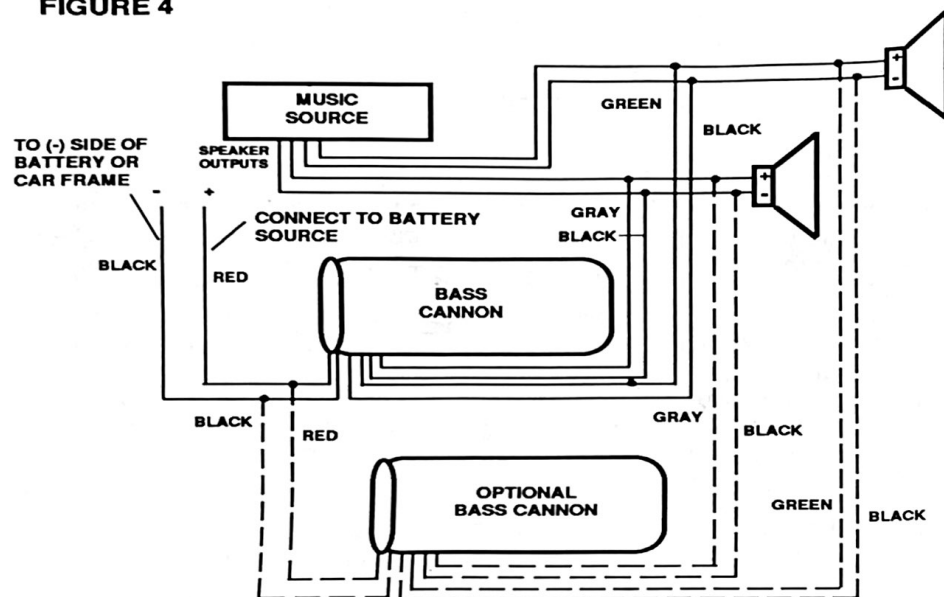 FIGURE 4
MUSIC
SOURCE
+
-
GREEN
BLACK
TO (-) SIDE OF
BATTERY OR
CAR FRAME
SPEAKER
OUTPUTS
-
+
+
-
CONNECT TO BATTERY
SOURCE
GRAY
BLACK
BLACK
RED
BASS
CANNON
BLACK
RED
GRAY
BLACK
OPTIONAL
BASS CANNON
GREEN
BLACK